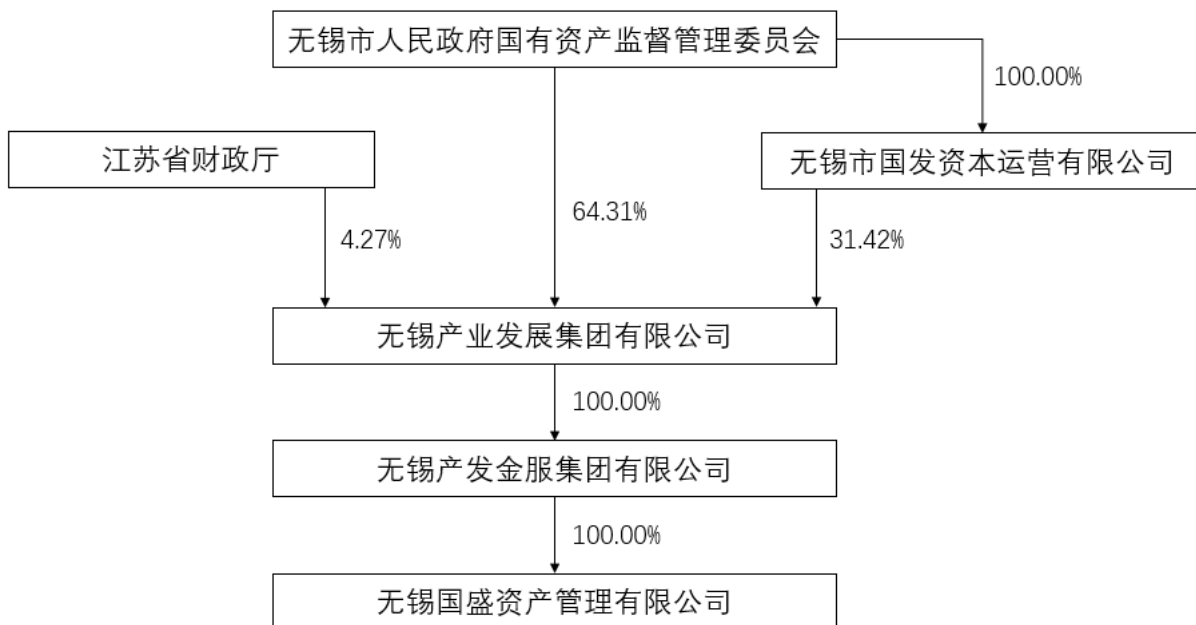 无锡市人民政府国有资产监督管理委员会
100.00%
江苏省财政厅
无锡市国发资本运营有限公司
64.31%
4.27%
31.42%
无锡产业发展集团有限公司
100.00%
无锡产发金服集团有限公司
100.00%
无锡国盛资产管理有限公司